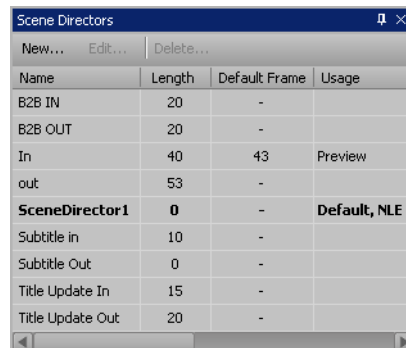 Scene Directors
New... Edit... Delete...
Name Length Default Frame Usage
B2B IN 20 -
B2B OUT 20 -
In 40 43 Preview
out 53 -
SceneDirector1 0 - Default, NLE
Subtitle in 10 -
Subtitle Out 0 -
Title Update In 15 -
Title Update Out 20 -